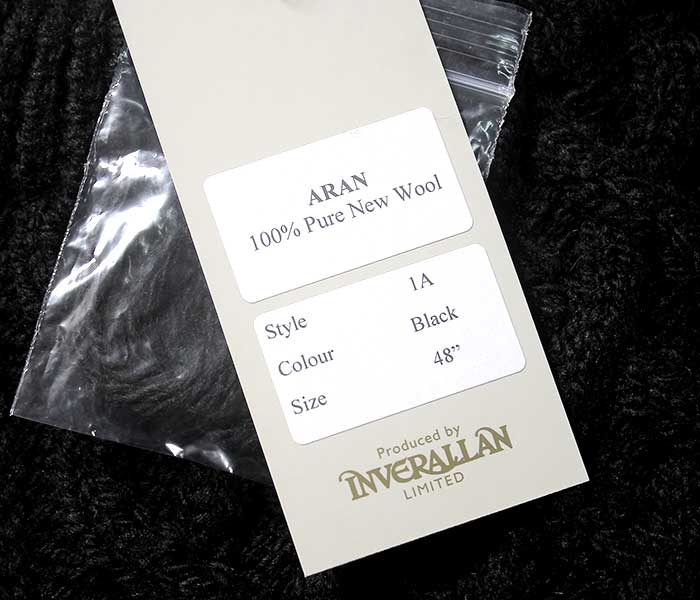 ARAN
100% Pure New Wool
Style 1A
Colour Black
Size 48”
Produced by
INVERALLAN
LIMITED